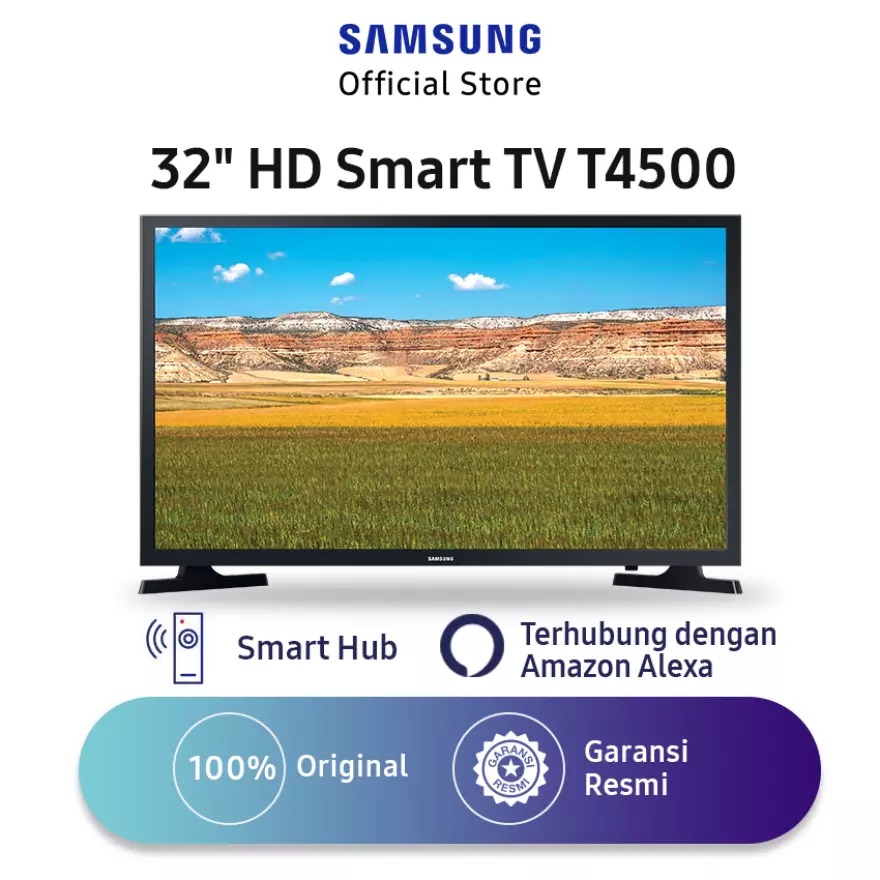 SAMSUNG
Official Store
32" HD Smart TV T4500
SAMSUNG
Smart Hub
Terhubung dengan
Amazon Alexa
100%
Original
GARANSI
RESMI
Garansi
Resmi